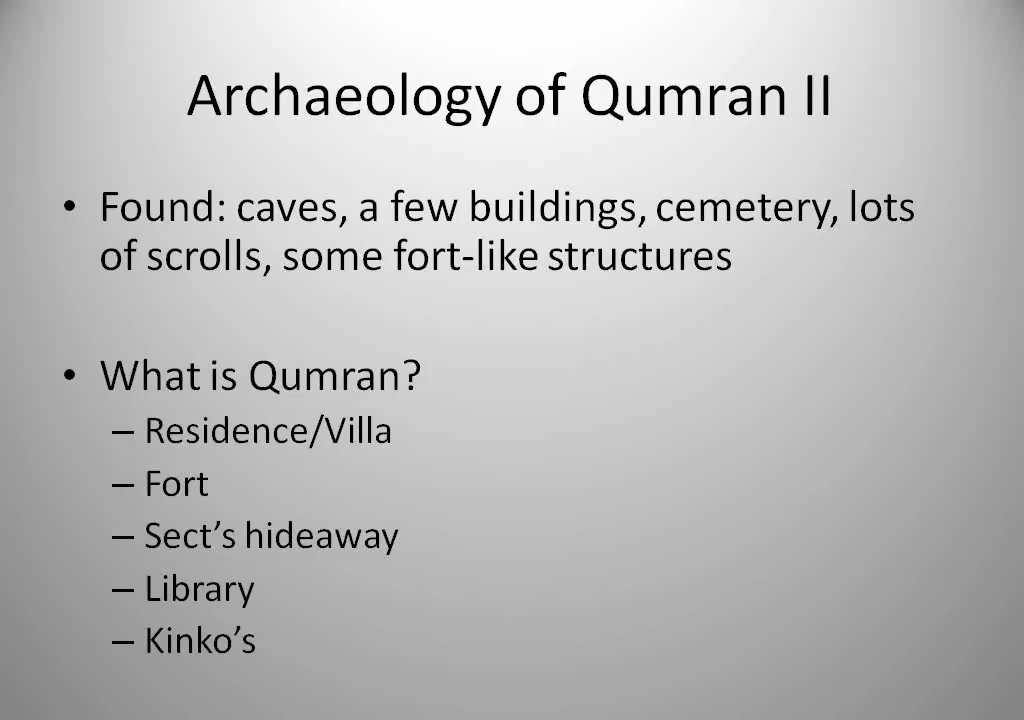 Archaeology of Qumran II
• Found: caves, a few buildings, cemetery, lots
of scrolls, some fort-like structures
• What is Qumran?
– Residence/Villa
– Fort
– Sect’s hideaway
– Library
– Kinko’s